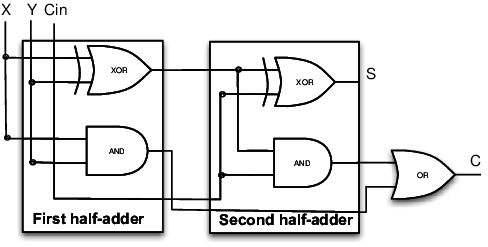 X Y Cin
XOR
XOR
S
AND
AND
OR
C
First half-adder
Second half-adder